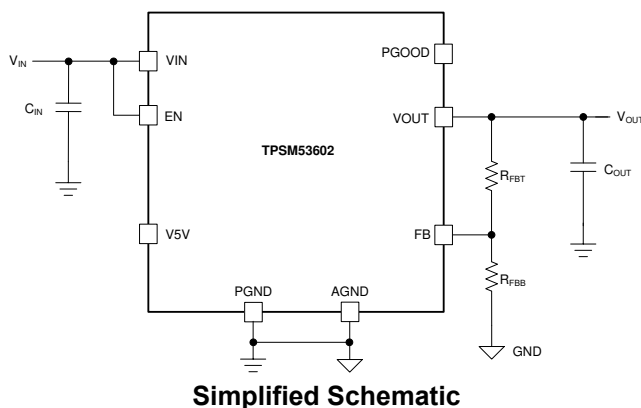 VIN
VIN
PGOOD
CIN
EN
VOUT
VOUT
TPSM53602
RFBT
COUT
V5V
FB
PGND
AGND
RFBB
GND
Simplified Schematic